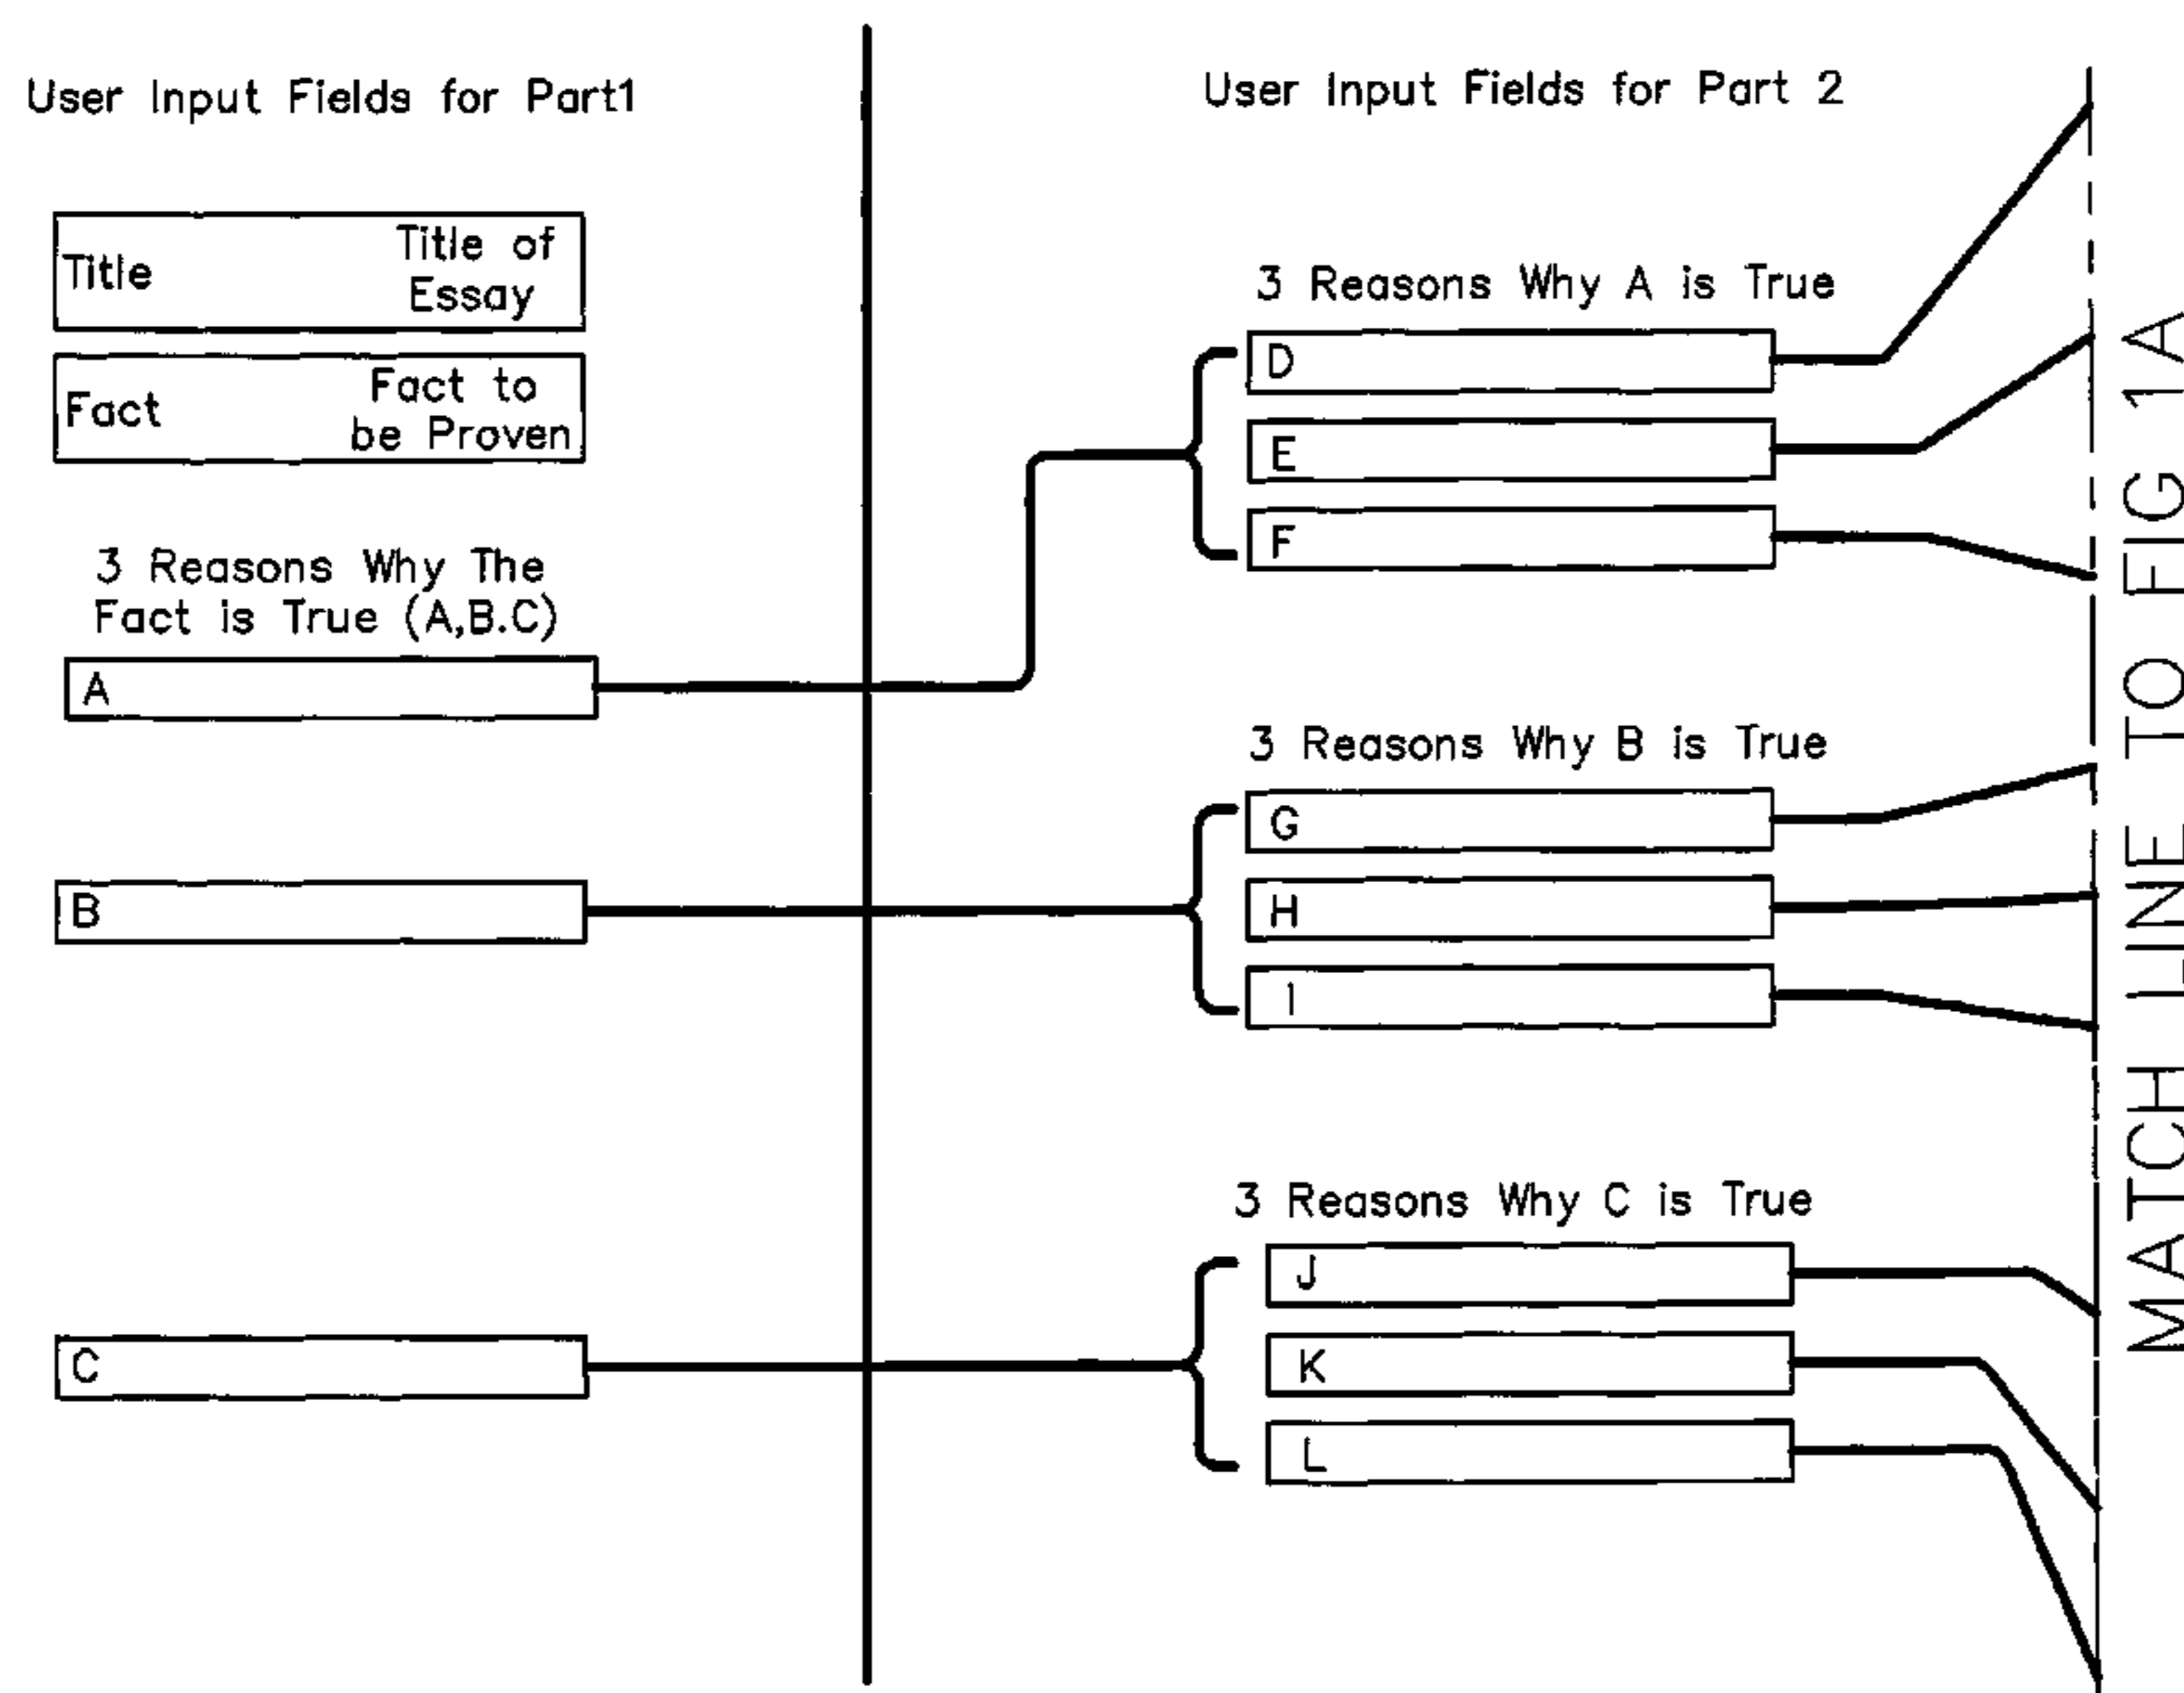 User Input Fields for Part1
Title
Title of
Essay
Fact
Fact to
be Proven
3 Reasons Why The
Fact is True (A,B.C)
A
B
C
User Input Fields for Part 2
3 Reasons Why A is True
D
E
F
3 Reasons Why B is True
G
H
I
3 Reasons Why C is True
J
K
L
MATCH LINE TO FIG 1A